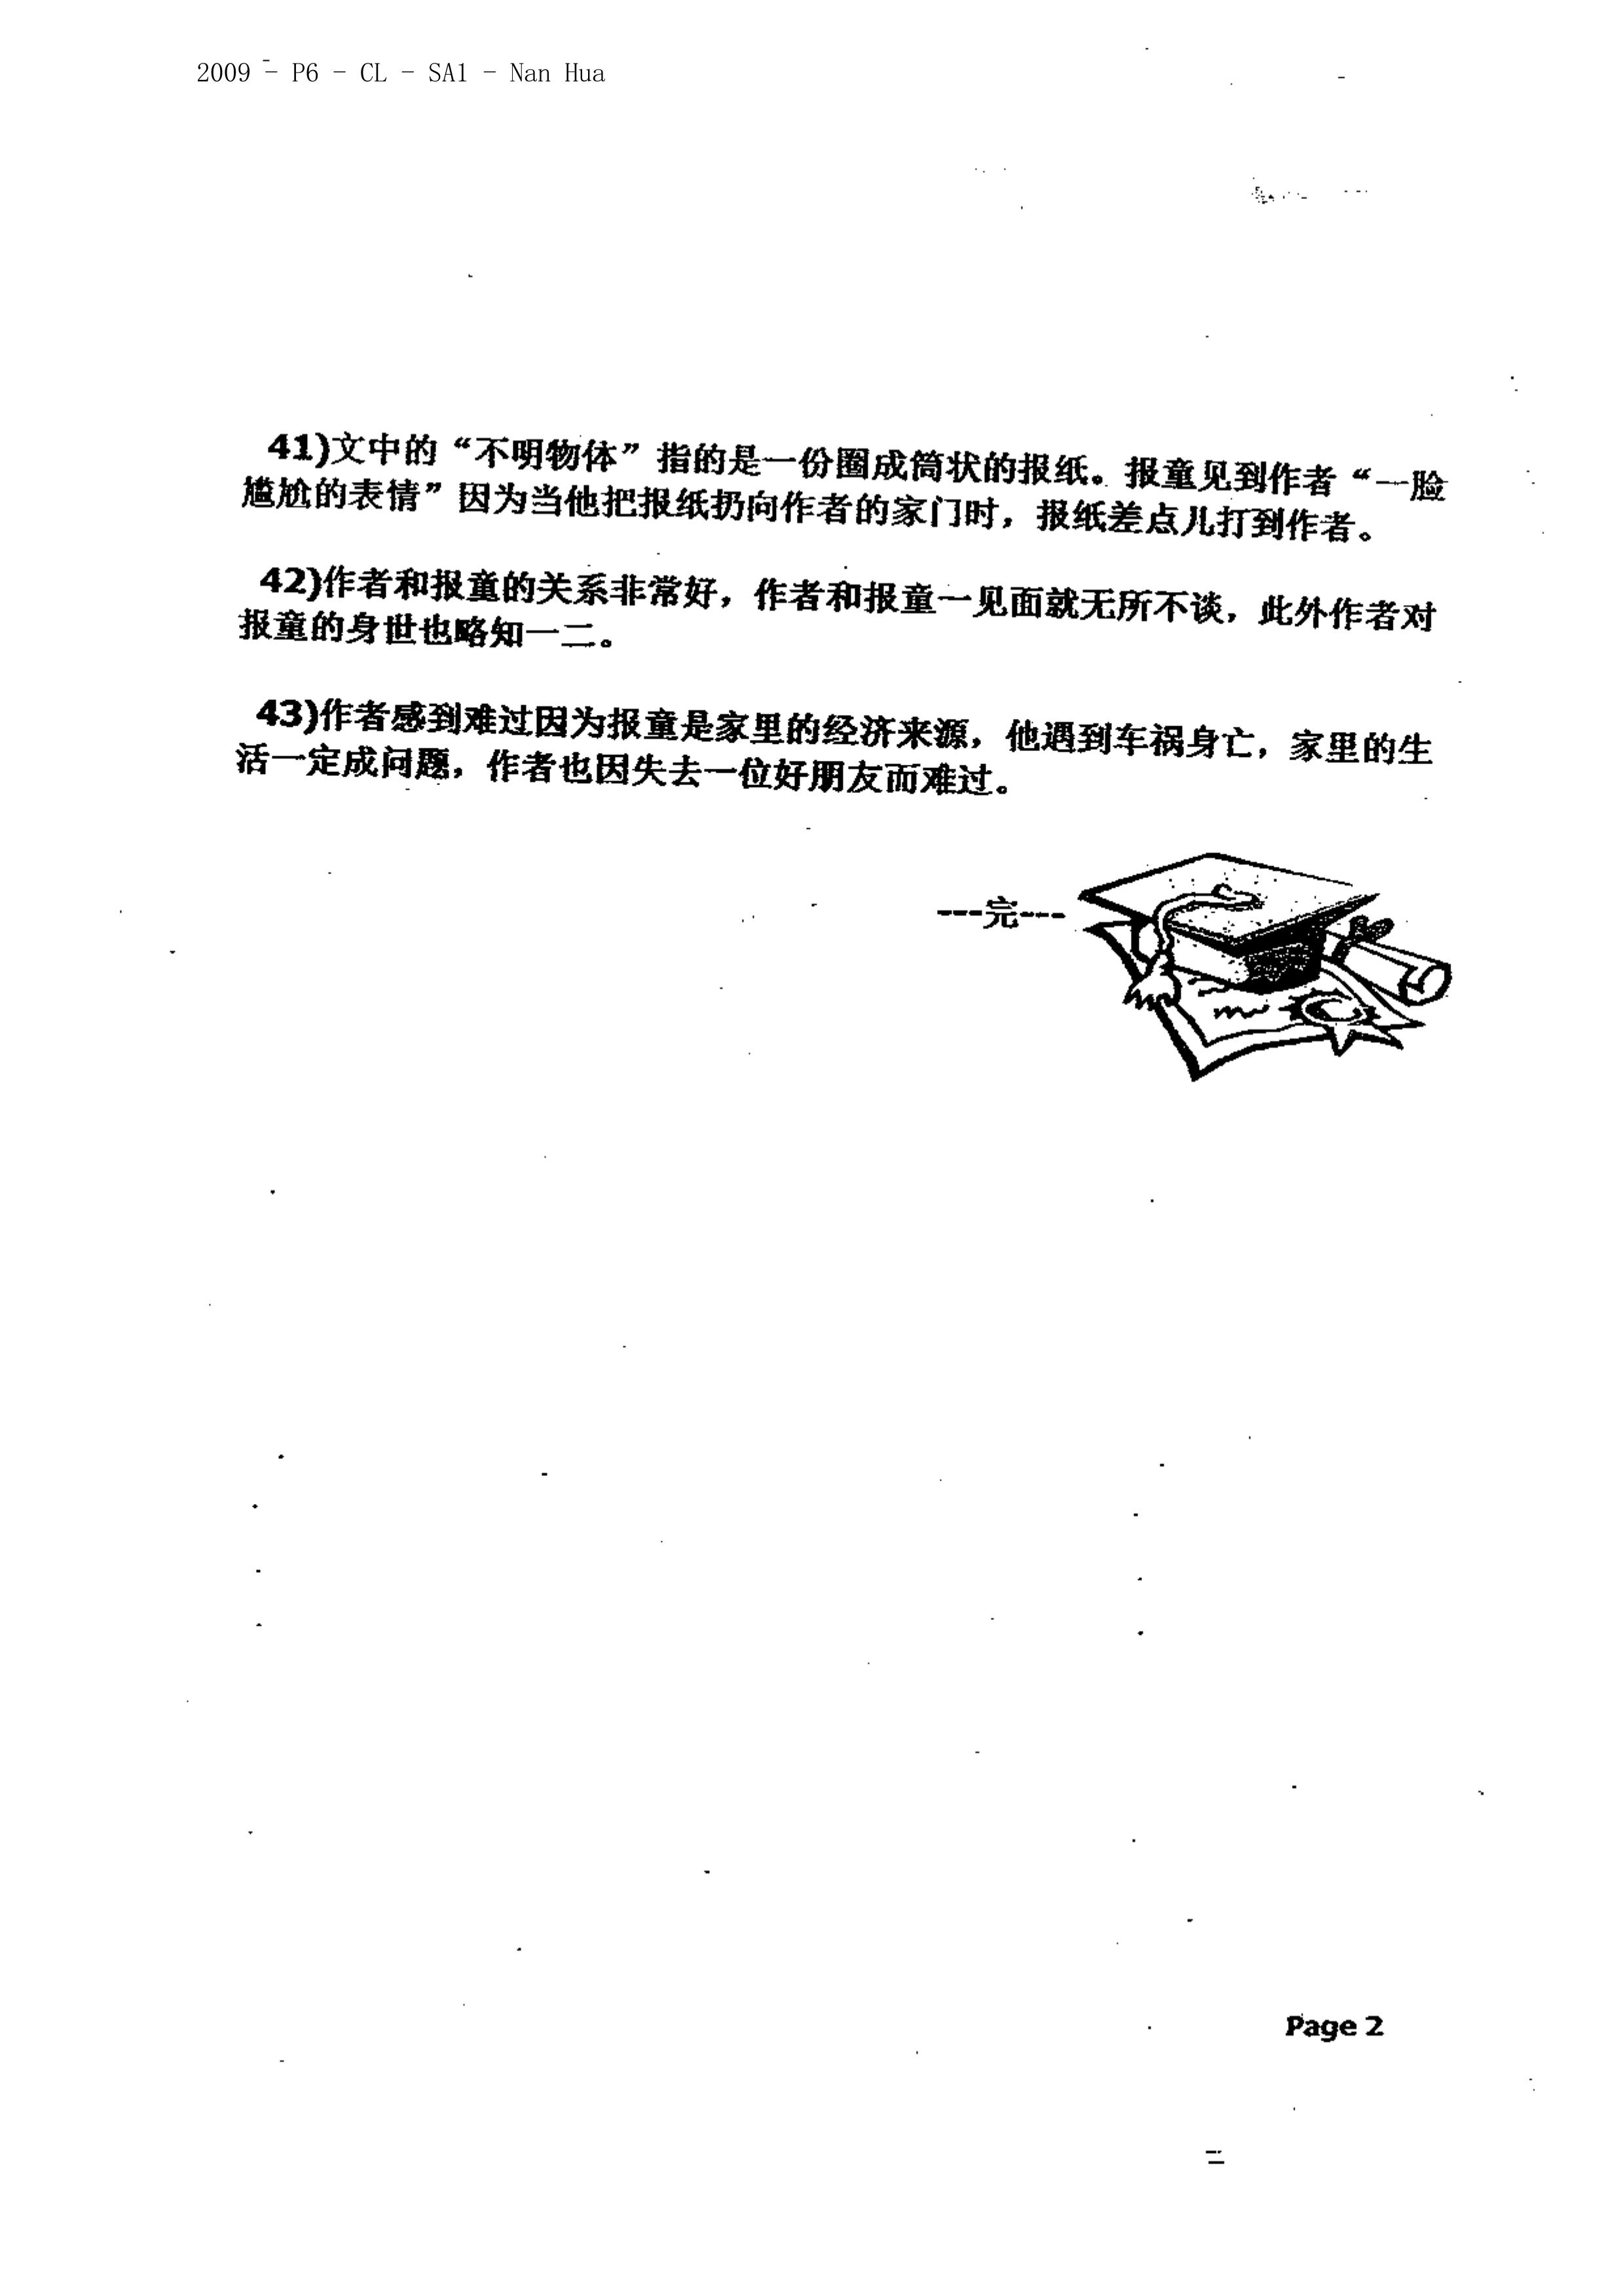 2009 - P6 - CL - SA1 - Nan Hua
41)文中的“不明物体”指的是一份圈成筒状的报纸。报童见到作者“一脸
尴尬的表情”因为当他把报纸扔向作者的家门时，报纸差点儿打到作者。
42)作者和报童的关系非常好，作者和报童一见面就无所不谈，此外作者对
报童的身世也略知一二。
43)作者感到难过因为报童是家里的经济来源，他遇到车祸身亡，家里的生
活一定成问题，作者也因失去一位好朋友而难过。
---完---
Page 2